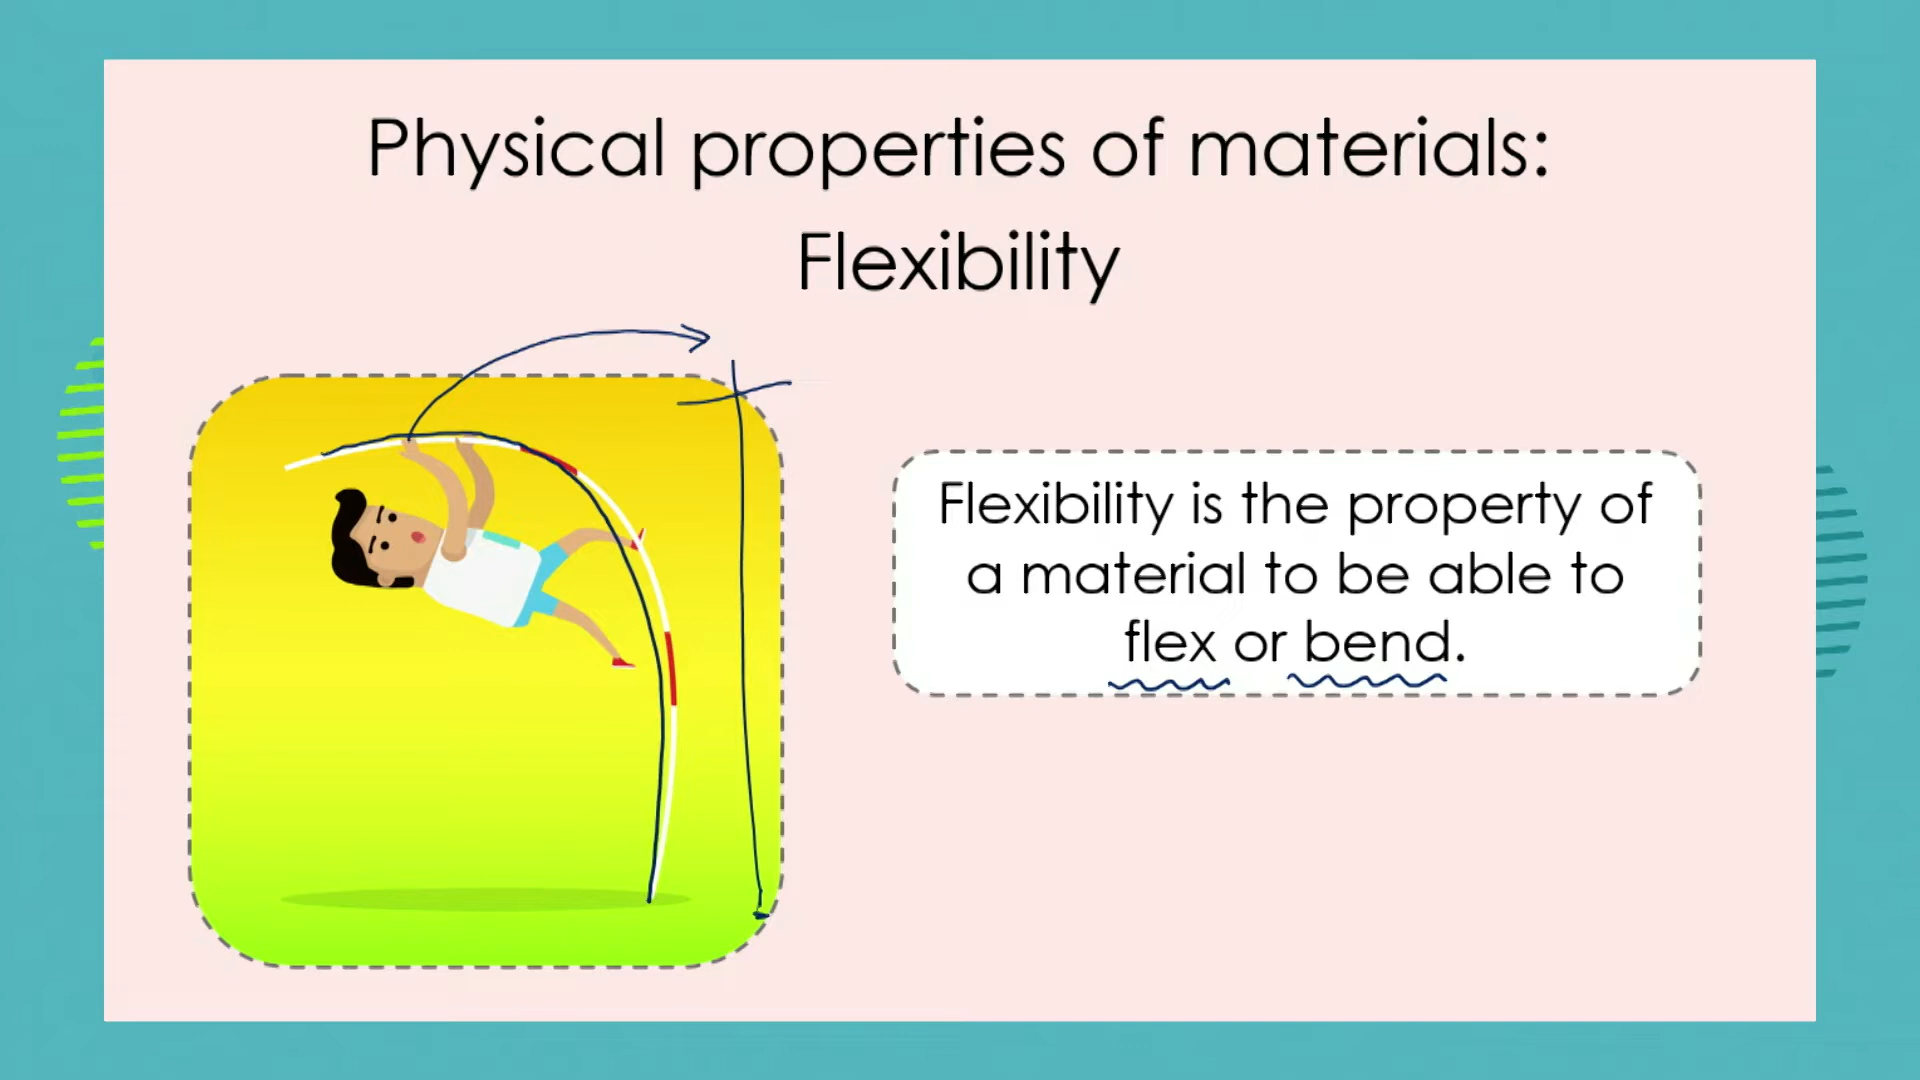 Physical properties of materials:
Flexibility
Flexibility is the property of
a material to be able to
flex or bend.